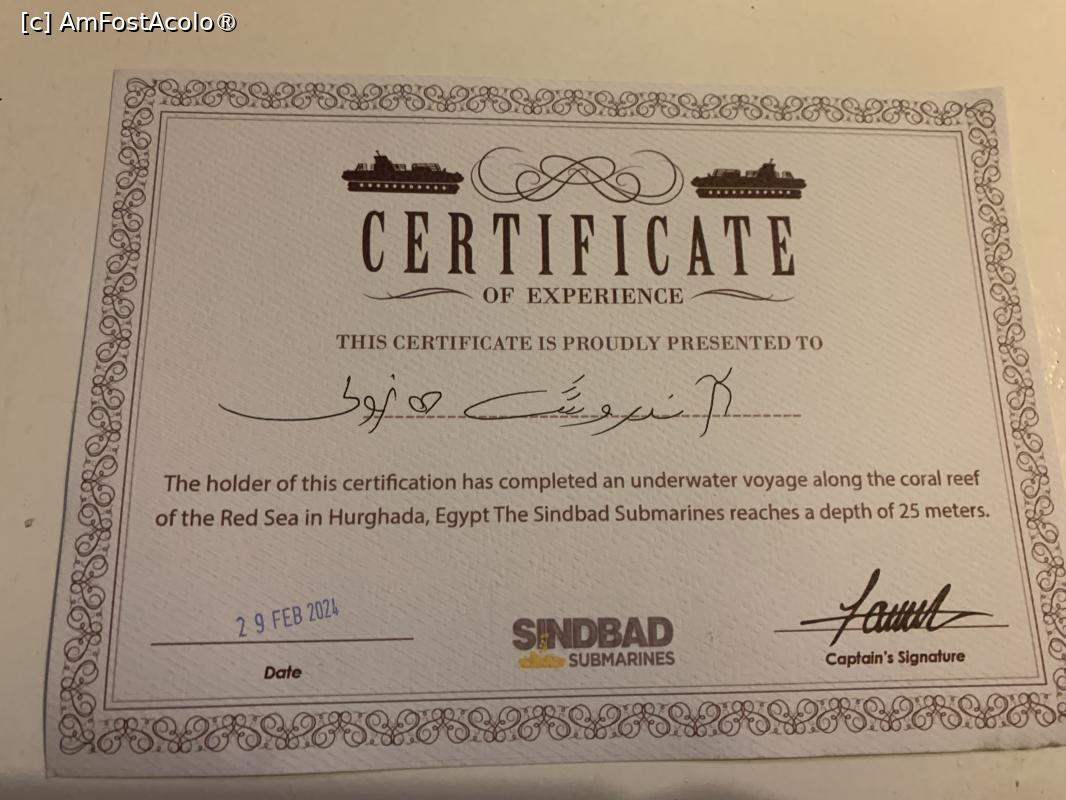 [c] AmFostAcolo®
CERTIFICATE
OF EXPERIENCE
THIS CERTIFICATE IS PROUDLY PRESENTED TO
The holder of this certification has completed an underwater voyage along the coral reef
of the Red Sea in Hurghada, Egypt The Sindbad Submarines reaches a depth of 25 meters.
29 FEB 2024
Date
SINDBAD
SUBMARINES
Captain's Signature